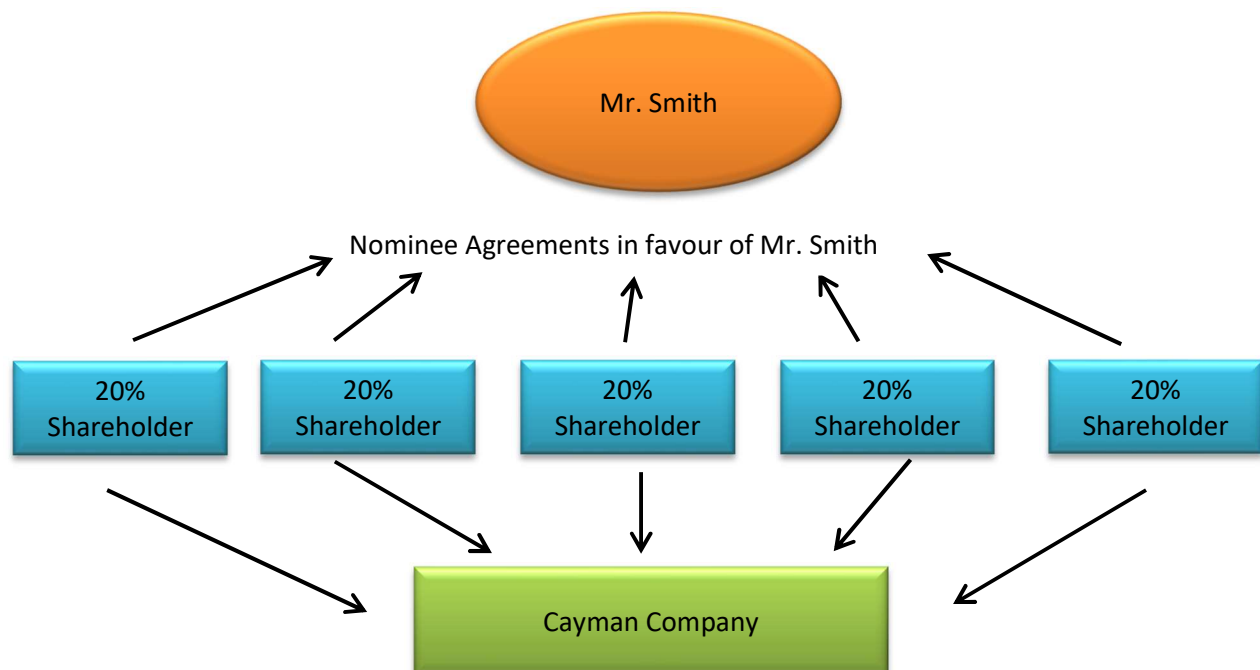 Mr. Smith
Nominee Agreements in favour of Mr. Smith
20%
Shareholder
20%
Shareholder
20%
Shareholder
20%
Shareholder
20%
Shareholder
Cayman Company